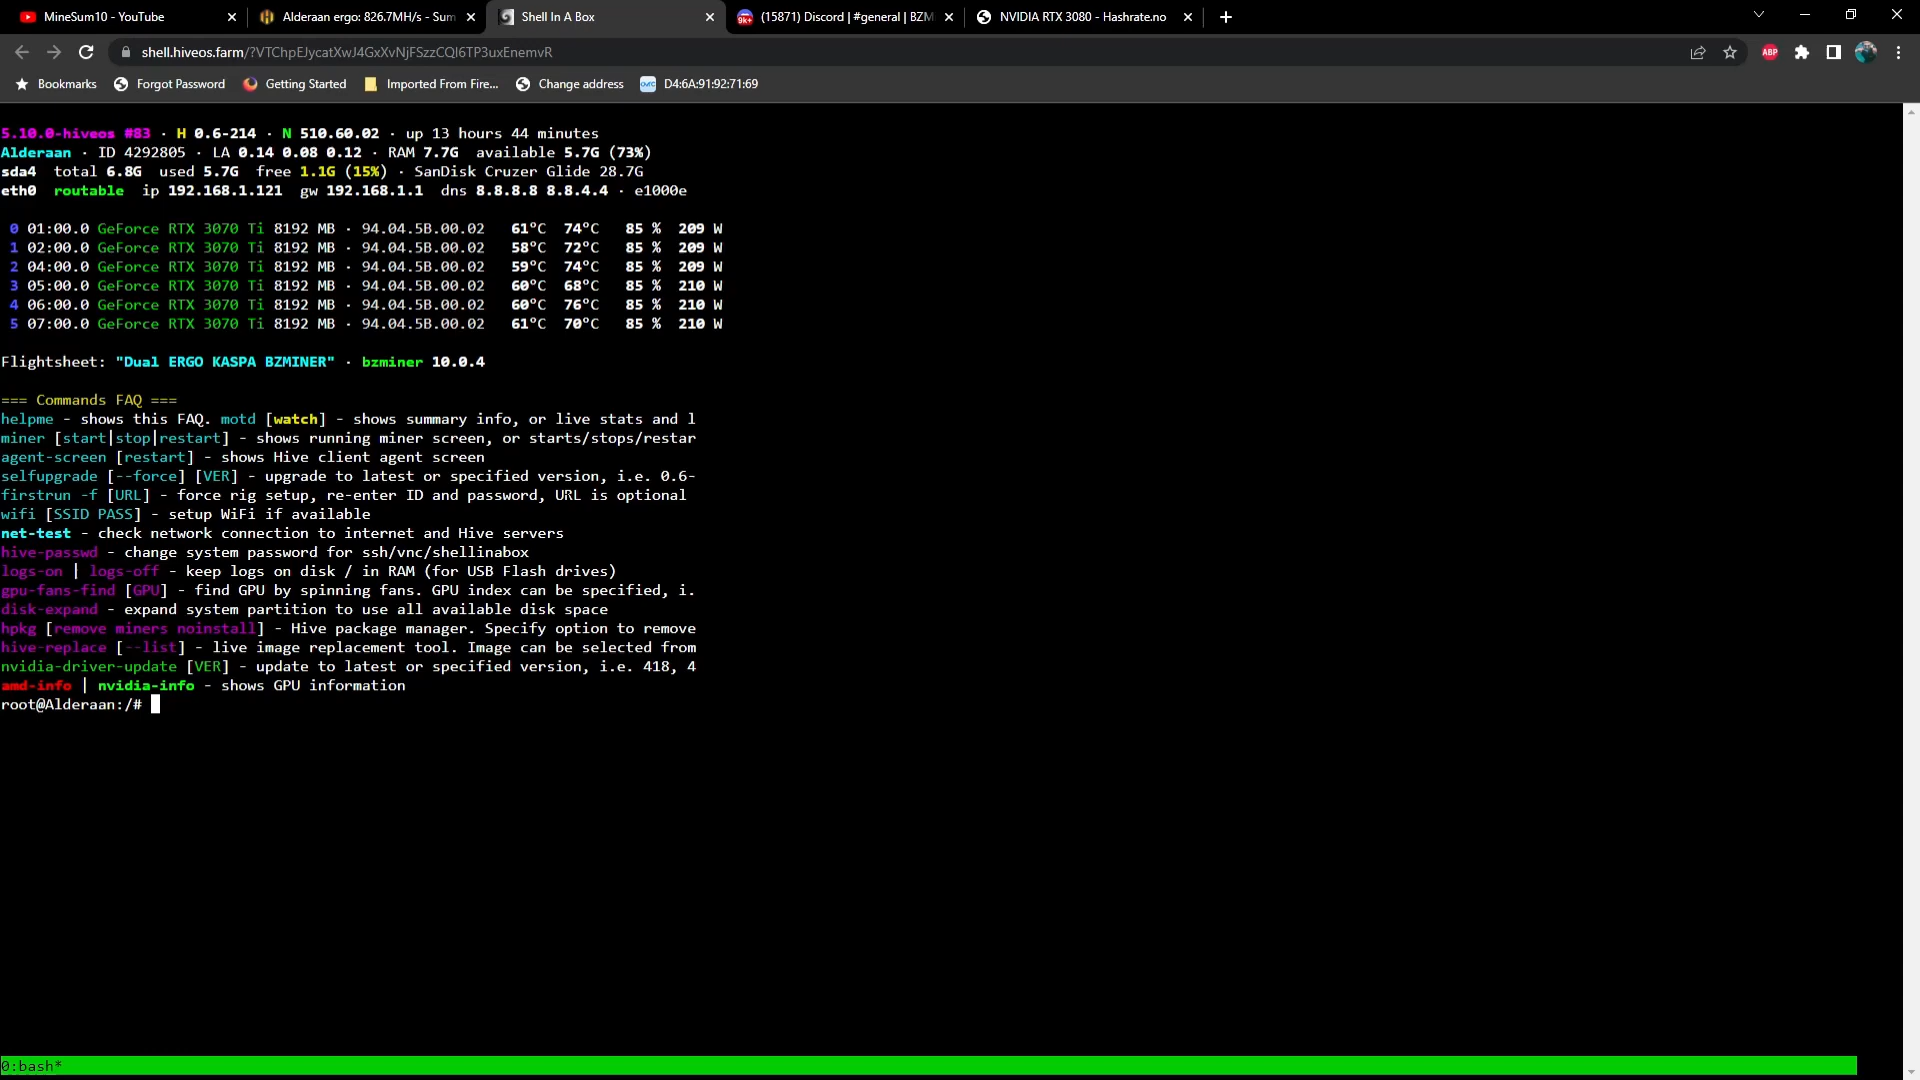 MineSum10 - YouTube
Alderaan ergo: 826.7MH/s - Sum
Shell In A Box
(15871) Discord | #general | BZM
NVIDIA RTX 3080 - Hashrate.no
shell.hiveos.farm/?VTChpEJycatXwJ4GxXvNjFSzzCQl6TP3uxEnemvR
ABP
Bookmarks
Forgot Password
Getting Started
Imported From Fire...
Change address
D4:6A:91:92:71:69
5.10.0-hiveos #83 · H 0.6-214 · N 510.60.02 · up 13 hours 44 minutes
Alderaan · ID 4292805 · LA 0.14 0.08 0.12 · RAM 7.7G available 5.7G (73%)
sda4 total 6.8G used 5.7G free 1.1G (15%) · SanDisk Cruzer Glide 28.7G
eth0 routable ip 192.168.1.121 gw 192.168.1.1 dns 8.8.8.8 8.8.4.4 · e1000e
0 01:00.0 GeForce RTX 3070 Ti 8192 MB · 94.04.5B.00.02 61°C 74°C 85 % 209 W
1 02:00.0 GeForce RTX 3070 Ti 8192 MB · 94.04.5B.00.02 58°C 72°C 85 % 209 W
2 04:00.0 GeForce RTX 3070 Ti 8192 MB · 94.04.5B.00.02 59°C 74°C 85 % 209 W
3 05:00.0 GeForce RTX 3070 Ti 8192 MB · 94.04.5B.00.02 60°C 68°C 85 % 210 W
4 06:00.0 GeForce RTX 3070 Ti 8192 MB · 94.04.5B.00.02 60°C 76°C 85 % 210 W
5 07:00.0 GeForce RTX 3070 Ti 8192 MB · 94.04.5B.00.02 61°C 70°C 85 % 210 W
Flightsheet: "Dual ERGO KASPA BZMINER" · bzminer 10.0.4
=== Commands FAQ ===
helpme - shows this FAQ. motd [watch] - shows summary info, or live stats and l
miner [start|stop|restart] - shows running miner screen, or starts/stops/restar
agent-screen [restart] - shows Hive client agent screen
selfupgrade [--force] [VER] - upgrade to latest or specified version, i.e. 0.6-
firstrun -f [URL] - force rig setup, re-enter ID and password, URL is optional
wifi [SSID PASS] - setup WiFi if available
net-test - check network connection to internet and Hive servers
hive-passwd - change system password for ssh/vnc/shellinabox
logs-on | logs-off - keep logs on disk / in RAM (for USB Flash drives)
gpu-fans-find [GPU] - find GPU by spinning fans. GPU index can be specified, i.
disk-expand - expand system partition to use all available disk space
hpkg [remove miners noinstall] - Hive package manager. Specify option to remove
hive-replace [--list] - live image replacement tool. Image can be selected from
nvidia-driver-update [VER] - update to latest or specified version, i.e. 418, 4
amd-info | nvidia-info - shows GPU information
root@Alderaan:/#
0:bash*